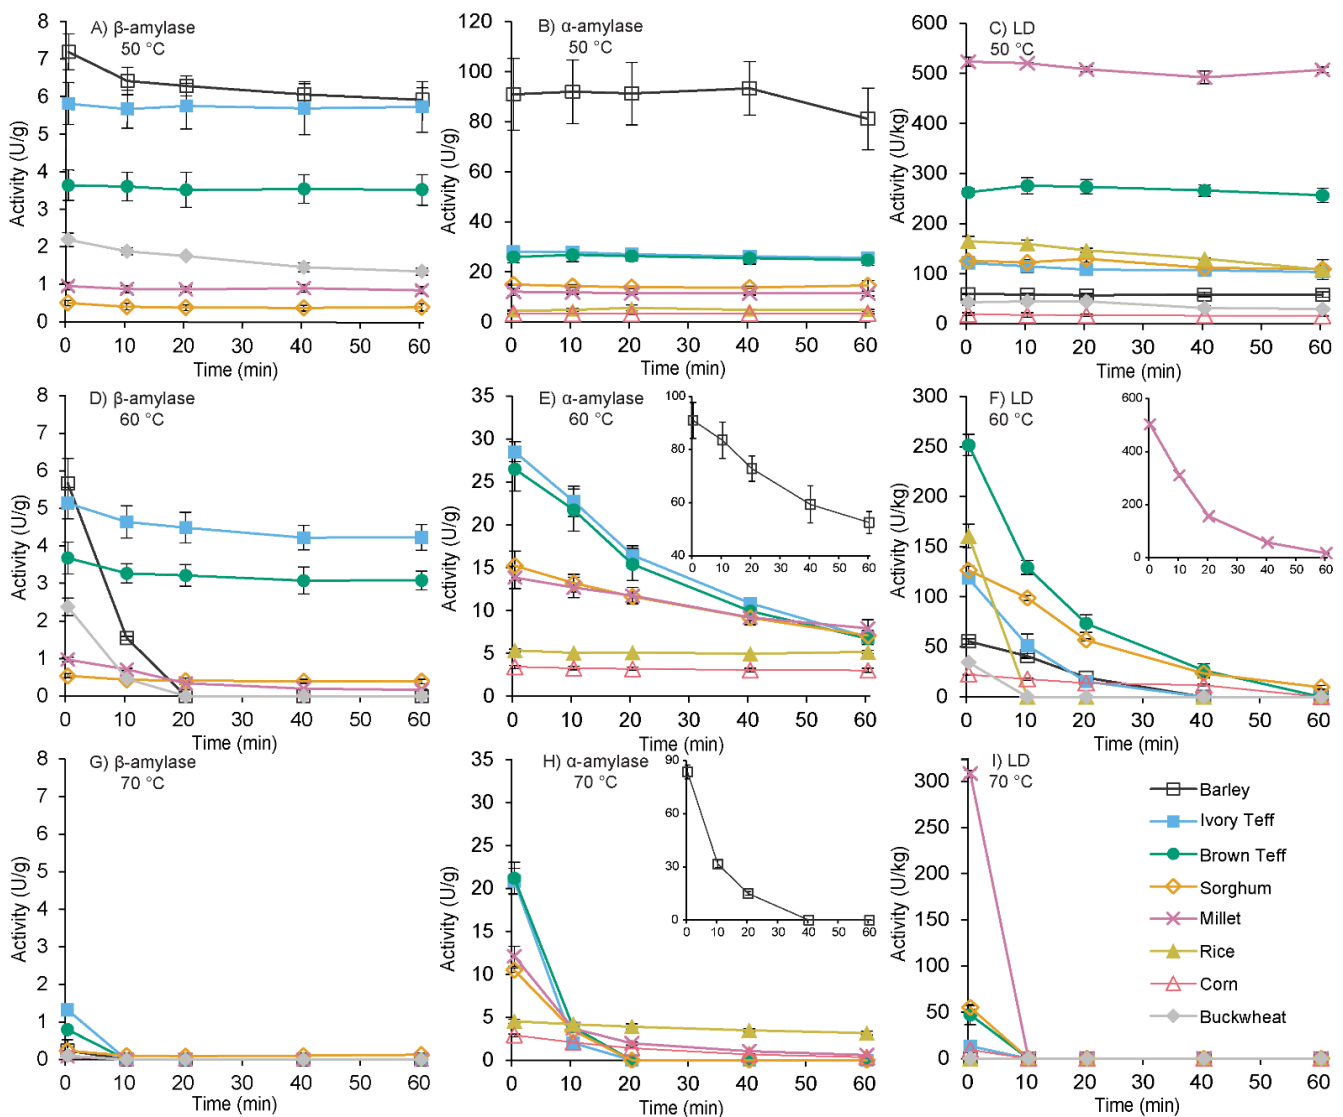 A) β-amylase
50 °C
Activity (U/g)
8
7
6
5
4
3
2
1
0
0 10 20 30 40 50 60
Time (min)
B) α-amylase
50 °C
Activity (U/g)
120
100
80
60
40
20
0
0 10 20 30 40 50 60
Time (min)
C) LD
50 °C
Activity (U/kg)
600
500
400
300
200
100
0
0 10 20 30 40 50 60
Time (min)
D) β-amylase
60 °C
Activity (U/g)
8
7
6
5
4
3
2
1
0
0 10 20 30 40 50 60
Time (min)
E) α-amylase
60 °C
Activity (U/g)
35
30
25
20
15
10
5
0
0 10 20 30 40 50 60
Time (min)
100
80
60
40
0 10 20 30 40 50 60
F) LD
60 °C
Activity (U/kg)
300
250
200
150
100
50
0
0 10 20 30 40 50 60
Time (min)
600
400
200
0
0 10 20 30 40 50 60
G) β-amylase
70 °C
Activity (U/g)
8
7
6
5
4
3
2
1
0
0 10 20 30 40 50 60
Time (min)
H) α-amylase
70 °C
Activity (U/g)
35
30
25
20
15
10
5
0
0 10 20 30 40 50 60
Time (min)
90
60
30
0
0 10 20 30 40 50 60
I) LD
70 °C
Activity (U/kg)
300
250
200
150
100
50
0
0 10 20 30 40 50 60
Time (min)
Barley
Ivory Teff
Brown Teff
Sorghum
Millet
Rice
Corn
Buckwheat